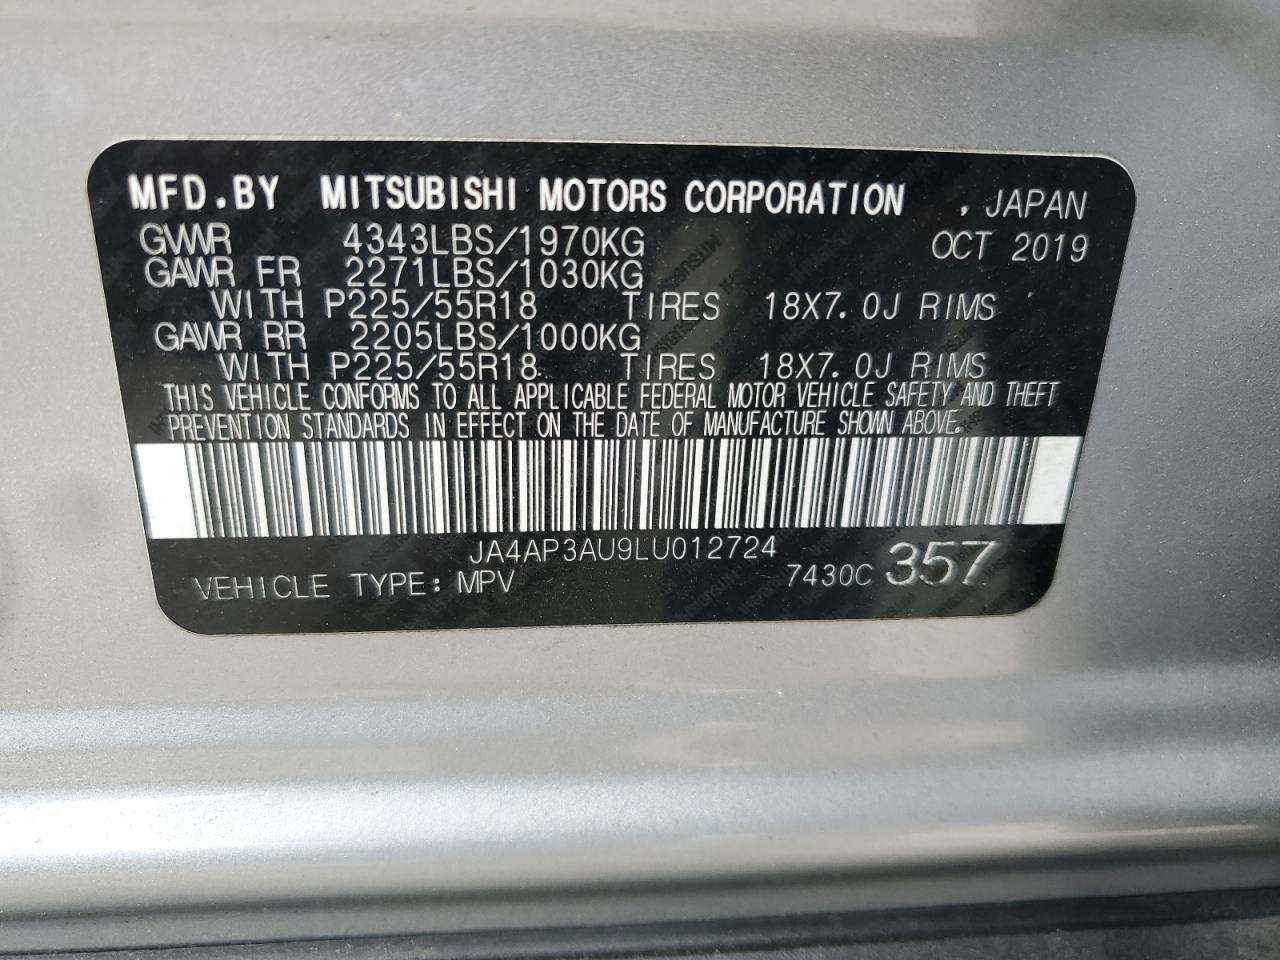 MFD.BY MITSUBISHI MOTORS CORPORATION , JAPAN
GVWR 4343LBS/1970KG OCT 2019
GAWR FR 2271LBS/1030KG
WITH P225/55R18 TIRES 18X7.0J RIMS
GAWR RR 2205LBS/1000KG
WITH P225/55R18 TIRES 18X7.0J RIMS
THIS VEHICLE CONFORMS TO ALL APPLICABLE FEDERAL MOTOR VEHICLE SAFETY AND THEFT
PREVENTION STANDARDS IN EFFECT ON THE DATE OF MANUFACTURE SHOWN ABOVE.
JA4AP3AU9LU012724
VEHICLE TYPE: MPV 7430C 357